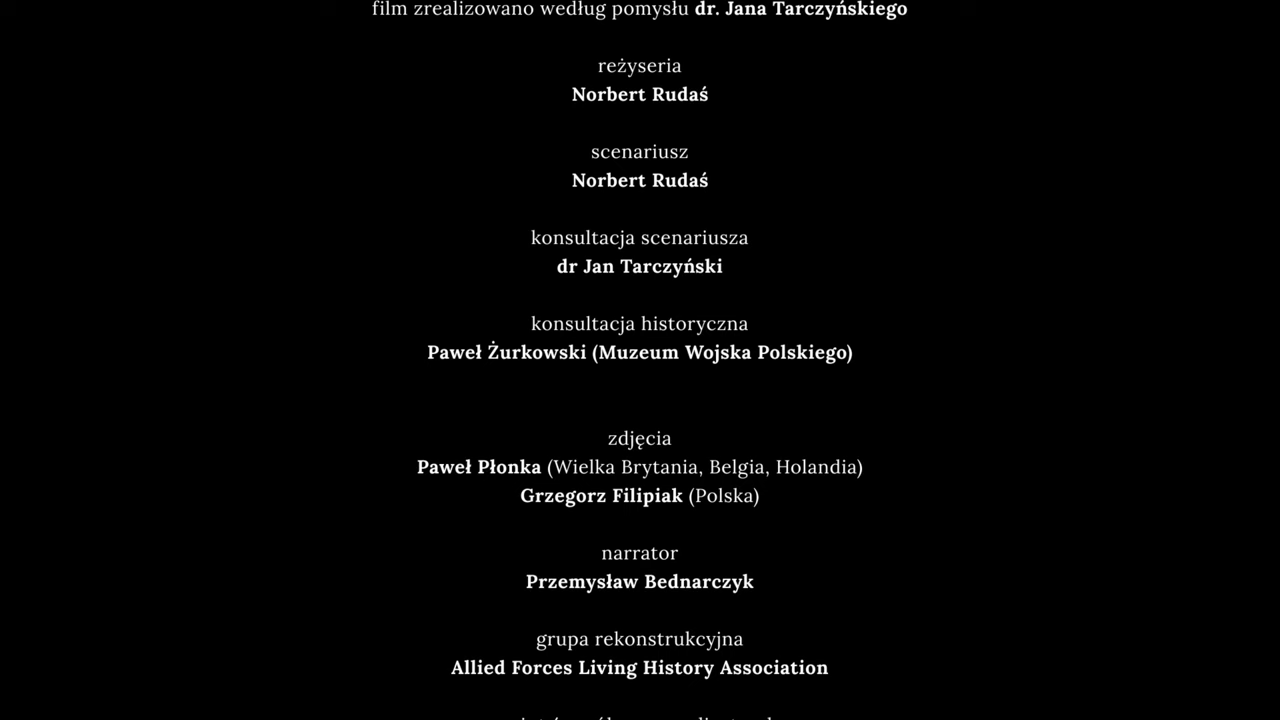 film zrealizowano według pomysłu dr. Jana Tarczyńskiego
reżyseria
Norbert Rudaś
scenariusz
Norbert Rudaś
konsultacja scenariusza
dr Jan Tarczyński
konsultacja historyczna
Paweł Żurkowski (Muzeum Wojska Polskiego)
zdjęcia
Paweł Płonka (Wielka Brytania, Belgia, Holandia)
Grzegorz Filipiak (Polska)
narrator
Przemysław Bednarczyk
grupa rekonstrukcyjna
Allied Forces Living History Association